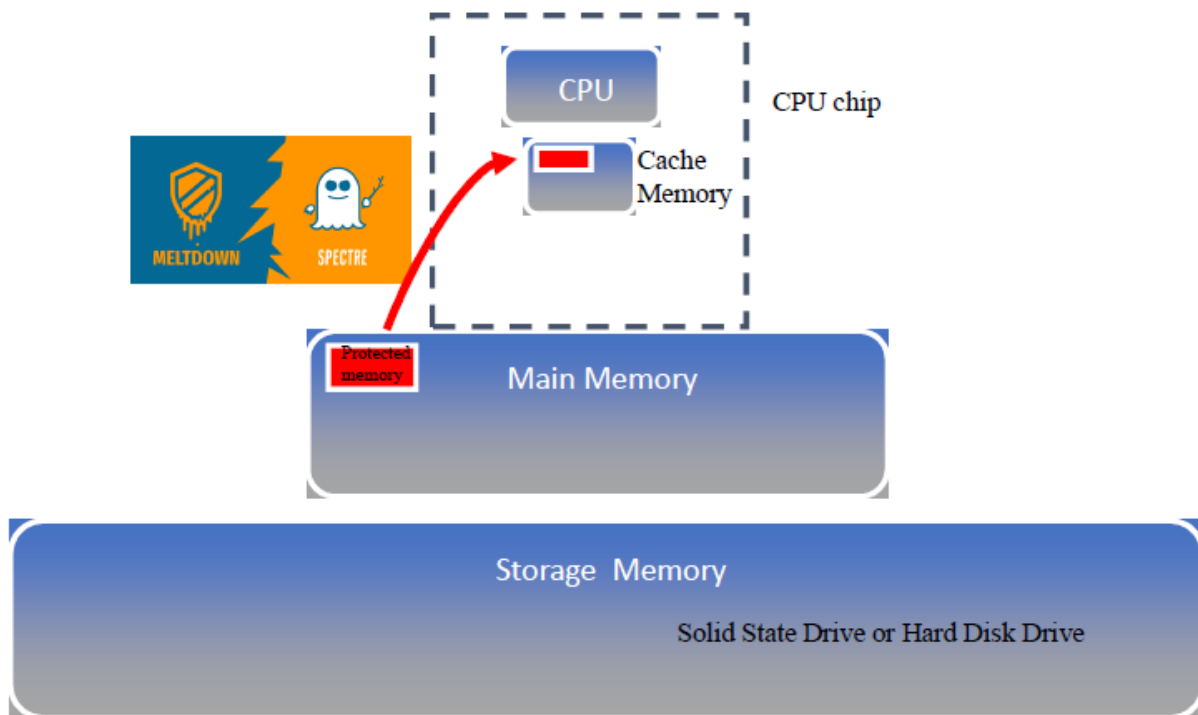 CPU
CPU chip
Cache
Memory
MELTDOWN
SPECTRE
Protected
memory
Main Memory
Storage Memory
Solid State Drive or Hard Disk Drive